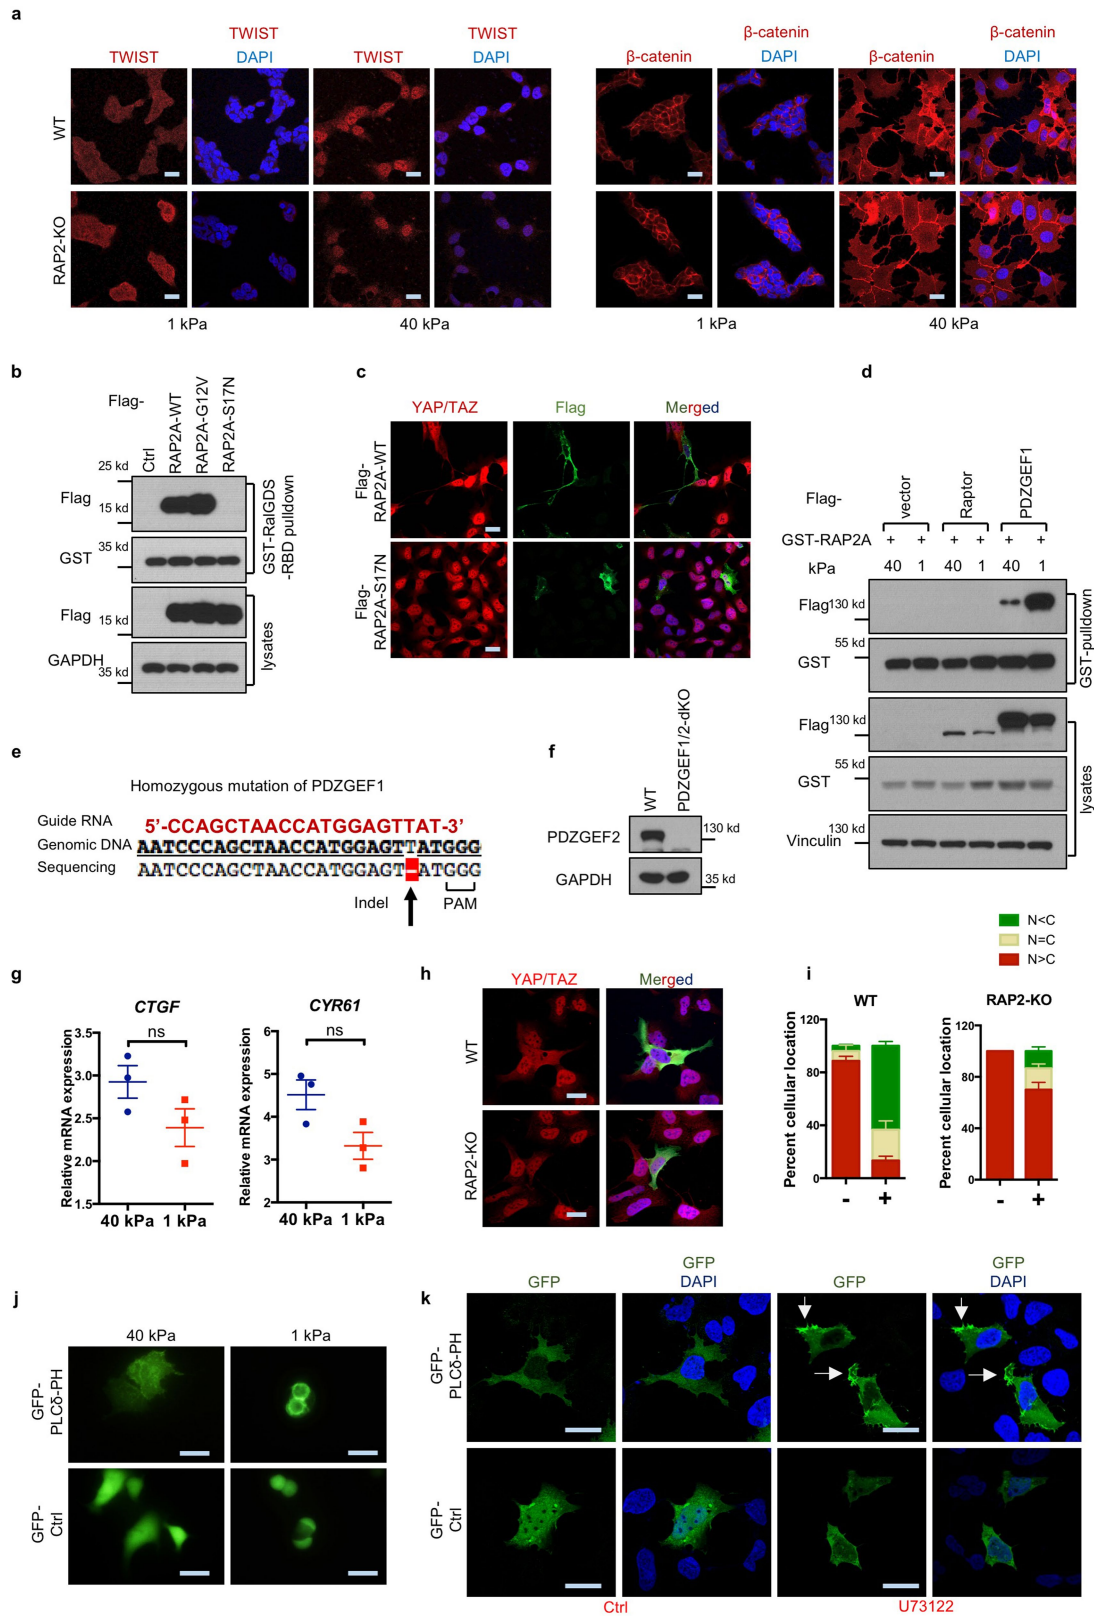 a
TWIST
TWIST
DAPI
TWIST
TWIST
DAPI
β-catenin
β-catenin
DAPI
β-catenin
β-catenin
DAPI
WT
RAP2-KO
1 kPa
40 kPa
1 kPa
40 kPa
b
Flag-
Ctrl
RAP2A-WT
RAP2A-G12V
RAP2A-S17N
25 kd
Flag
15 kd
35 kd
GST
GST-RalGDS
-RBD pulldown
Flag
15 kd
GAPDH
35 kd
lysates
c
YAP/TAZ
Flag
Merged
Flag-
RAP2A-WT
Flag-
RAP2A-S17N
d
Flag-
vector
Raptor
PDZGEF1
GST-RAP2A + + + + + +
kPa 40 1 40 1 40 1
Flag 130 kd
55 kd
GST
GST-pulldown
Flag 130 kd
55 kd
GST
130 kd
Vinculin
lysates
e
Homozygous mutation of PDZGEF1
Guide RNA 5’-CCAGCTAACCATGGAGTTAT-3’
Genomic DNA AATCCCAGCTAACCATGGAGTTATGGG
Sequencing AATCCCAGCTAACCATGGAGT-ATGGG
Indel
PAM
f
WT
PDZGEF1/2-dKO
PDZGEF2
130 kd
GAPDH
35 kd
g
CTGF
ns
Relative mRNA expression
3.5
3.0
2.5
2.0
1.5
40 kPa 1 kPa
CYR61
ns
Relative mRNA expression
6
5
4
3
2
40 kPa 1 kPa
h
YAP/TAZ
Merged
WT
RAP2-KO
i
N<C
N=C
N>C
WT
Percent cellular location
120
80
40
0
- +
RAP2-KO
Percent cellular location
120
80
40
0
- +
j
40 kPa
1 kPa
GFP-
PLCδ-PH
GFP-
Ctrl
k
GFP
GFP
DAPI
GFP
GFP
DAPI
GFP-
PLCδ-PH
GFP-
Ctrl
Ctrl
U73122